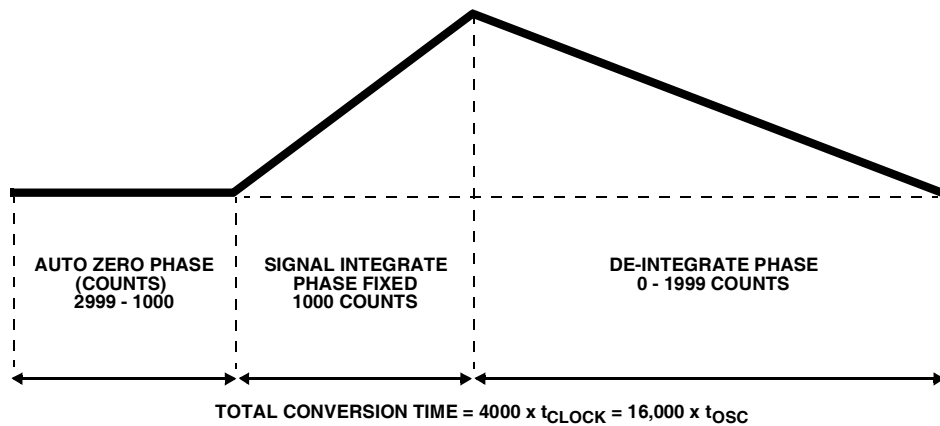 AUTO ZERO PHASE
(COUNTS)
2999 - 1000
SIGNAL INTEGRATE
PHASE FIXED
1000 COUNTS
DE-INTEGRATE PHASE
0 - 1999 COUNTS
TOTAL CONVERSION TIME = 4000 x tCLOCK = 16,000 x tOSC